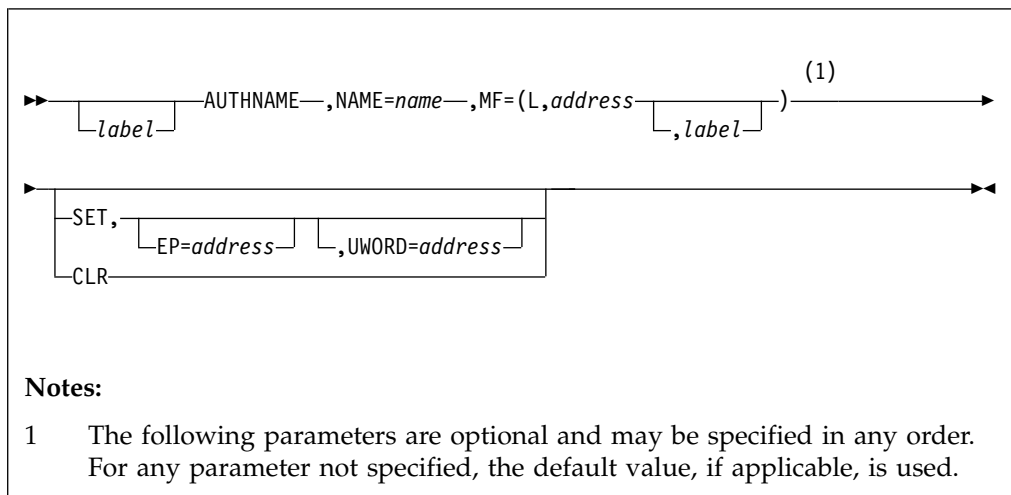 (1)
AUTHNAME ,NAME=name ,MF=(L,address )
label ,label
SET,
EP=address ,UWORD=address
CLR
Notes:
1 The following parameters are optional and may be specified in any order.
For any parameter not specified, the default value, if applicable, is used.